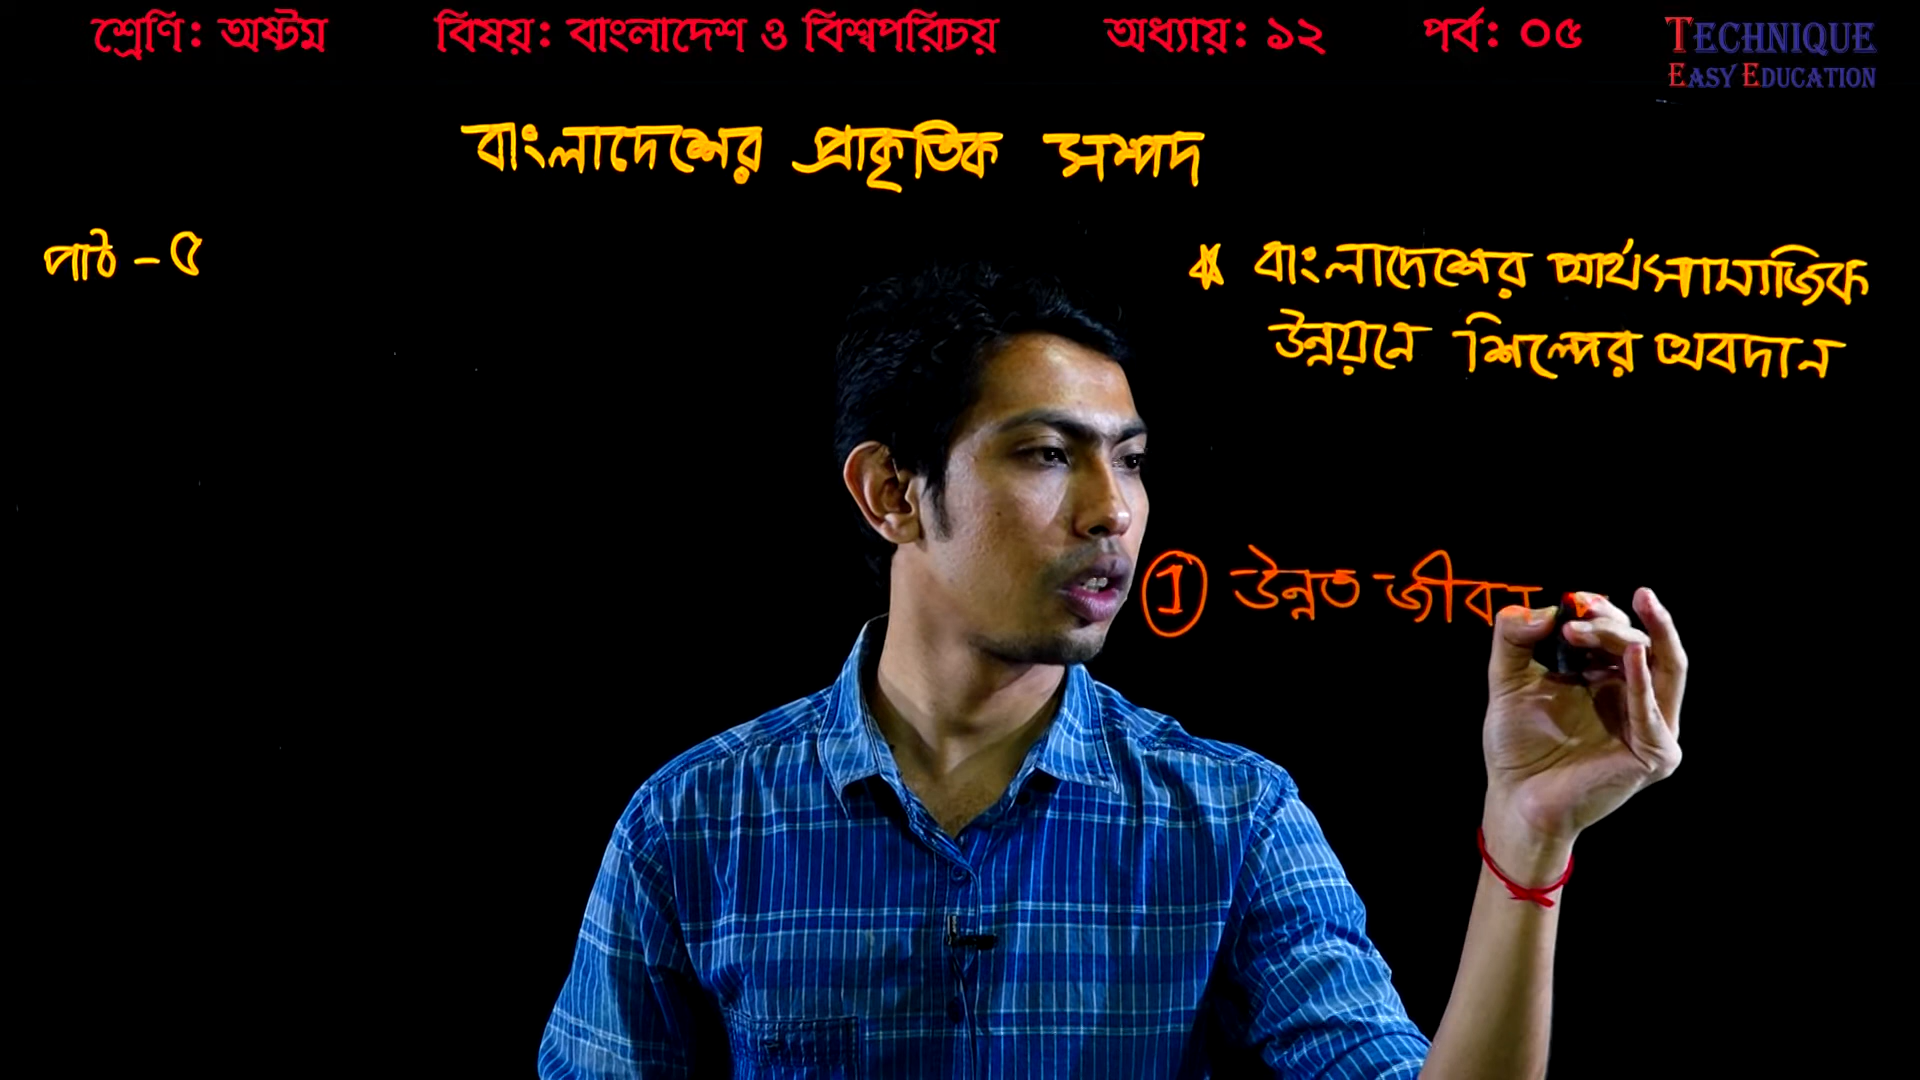 শ্রেণি: অষ্টম বিষয়: বাংলাদেশ ও বিশ্বপরিচয় অধ্যায়: ১২ পর্ব: ০৫
TECHNIQUE
EASY EDUCATION
বাংলাদেশের প্রাকৃতিক সম্পদ
পাঠ - ৫
* বাংলাদেশের আর্থসামাজিক
উন্নয়নে শিল্পের অবদান
1 উন্নত জীবন